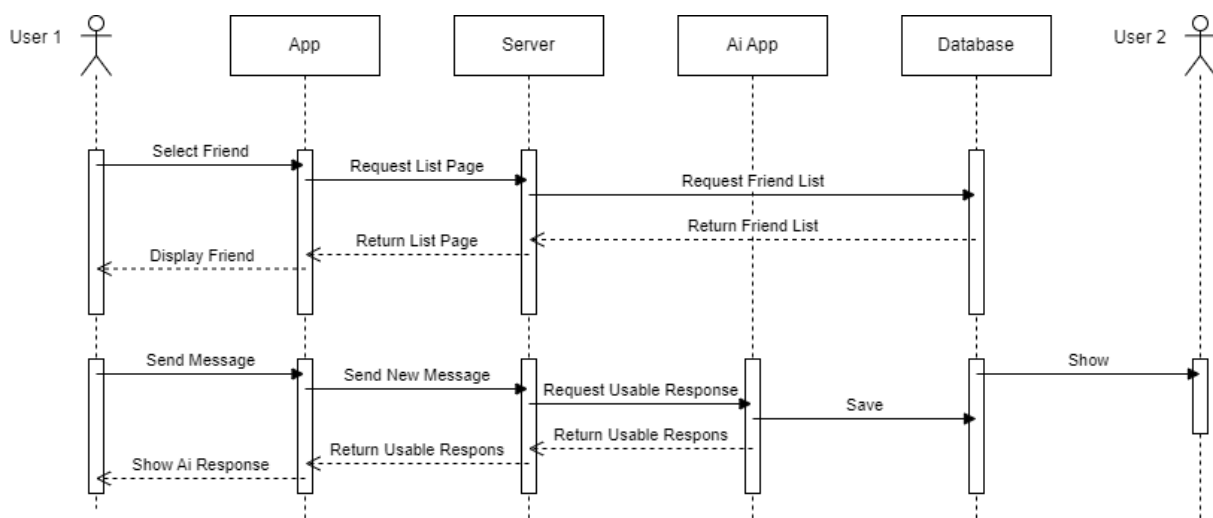 User 1
App
Server
Ai App
Database
User 2
Select Friend
Request List Page
Request Friend List
Return Friend List
Return List Page
Display Friend
Send Message
Show
Send New Message
Request Usable Response
Save
Return Usable Respons
Return Usable Respons
Show Ai Response